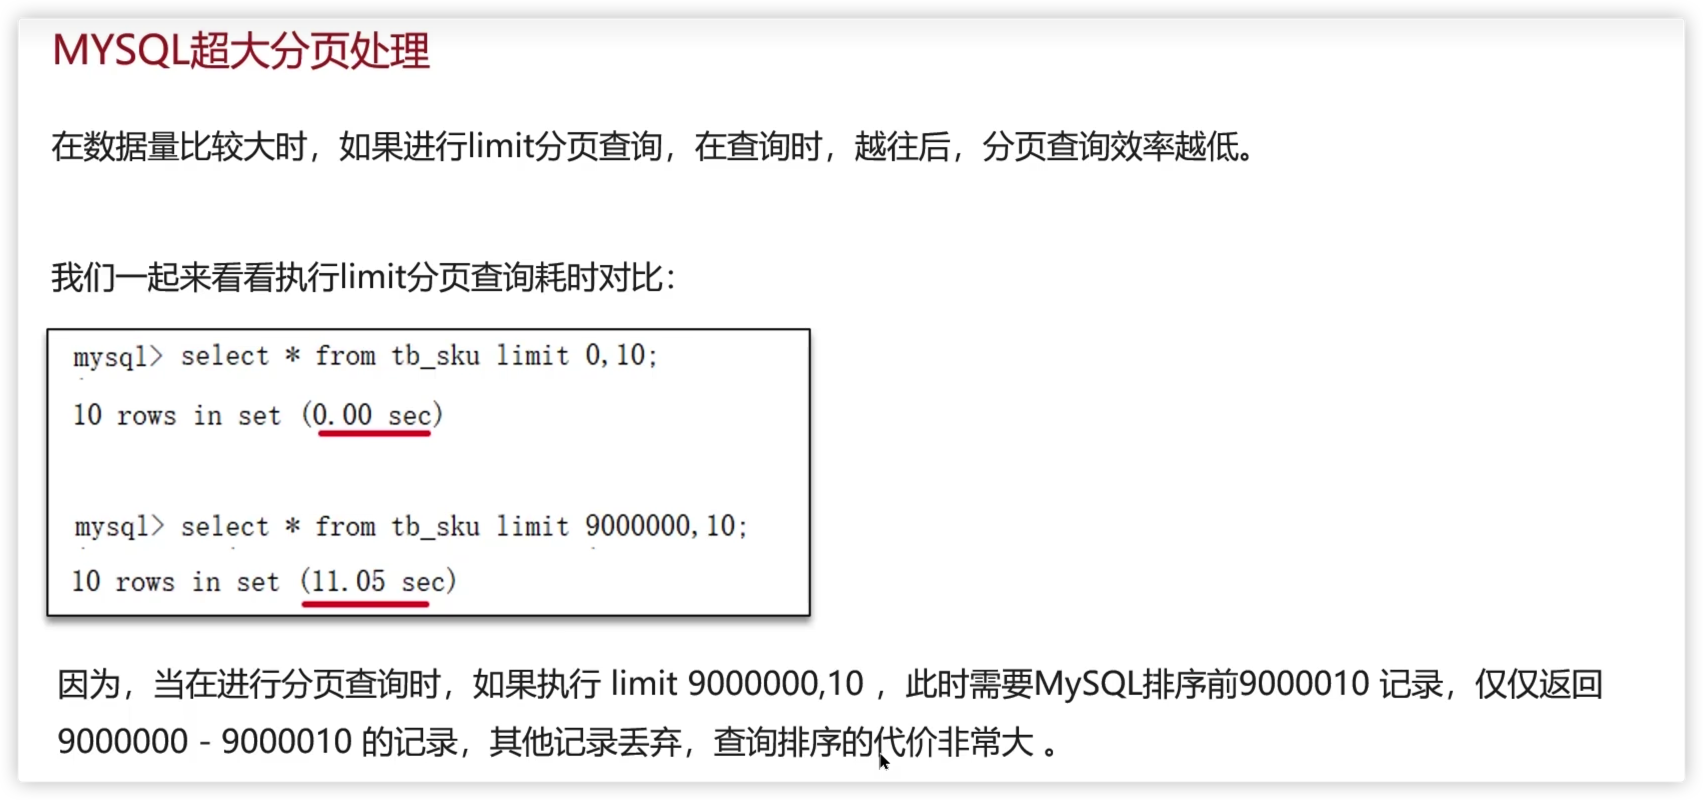 MYSQL超大分页处理
在数据量比较大时，如果进行limit分页查询，在查询时，越往后，分页查询效率越低。
我们一起来看看执行limit分页查询耗时对比：
mysql> select * from tb_sku limit 0,10;
10 rows in set (0.00 sec)
mysql> select * from tb_sku limit 9000000,10;
10 rows in set (11.05 sec)
因为，当在进行分页查询时，如果执行 limit 9000000,10 ，此时需要MySQL排序前9000010 记录，仅仅返回
9000000 - 9000010 的记录，其他记录丢弃，查询排序的代价非常大 。